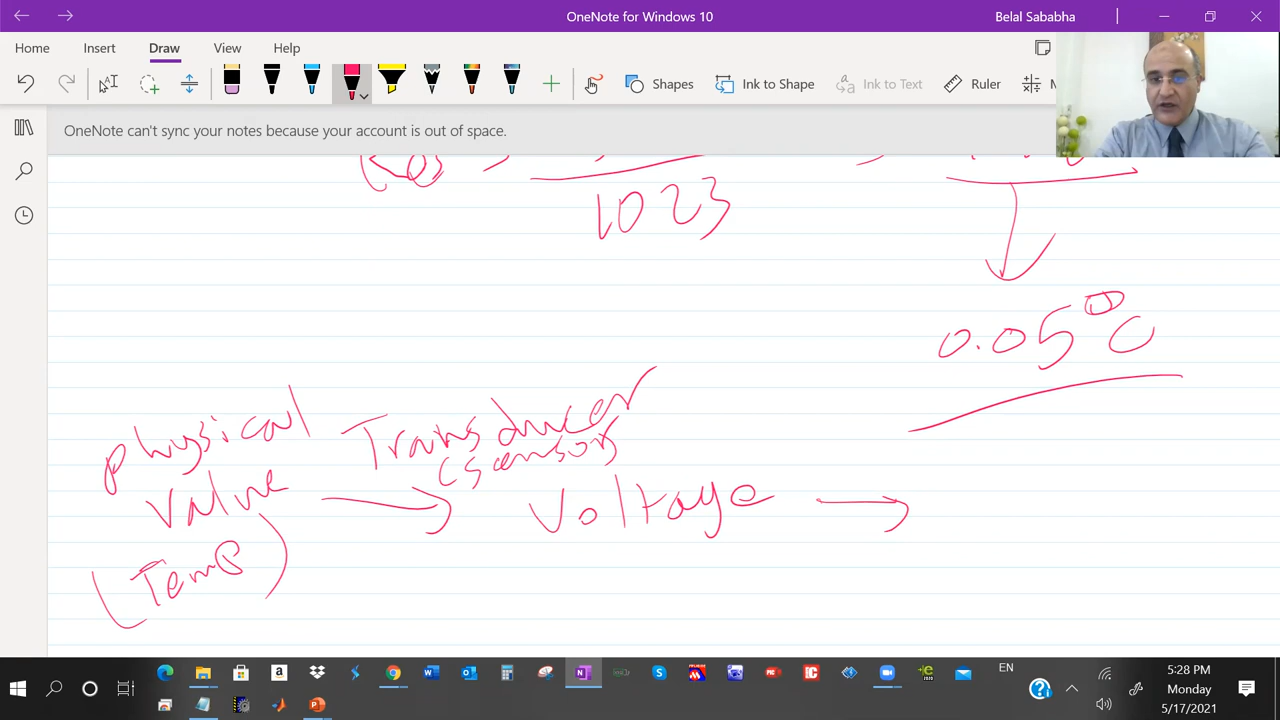 OneNote for Windows 10
Belal Sababha
Home
Insert
Draw
View
Help
Shapes
Ink to Shape
Ink to Text
Ruler
M
OneNote can't sync your notes because your account is out of space.
1023
0.05°C
physical
value
(Temp)
Transducer
(sensor
Voltage
EN
5:28 PM
Monday
5/17/2021